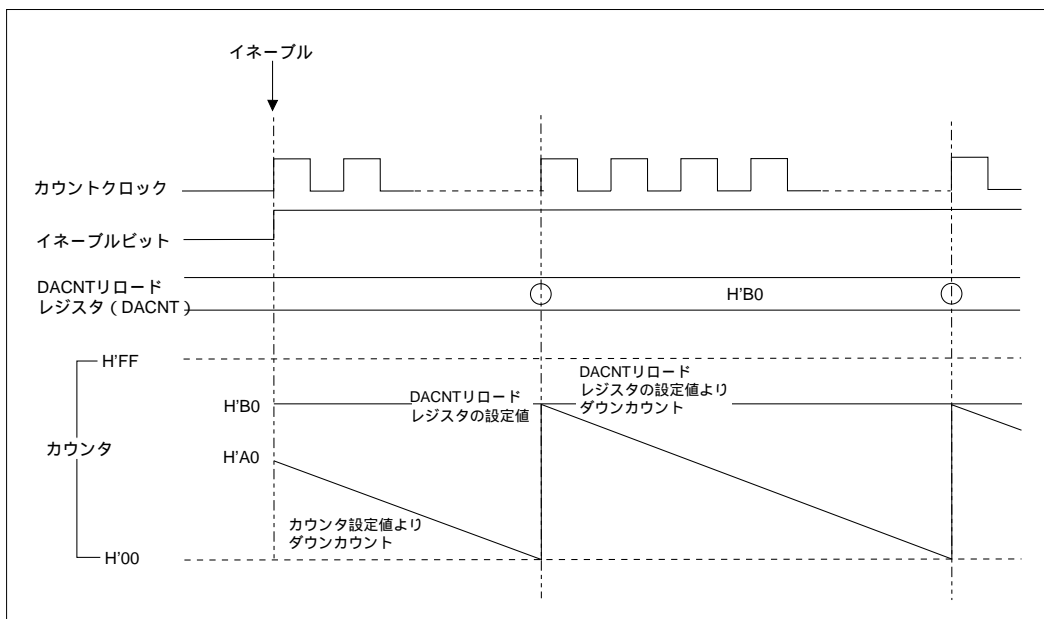 イネーブル
カウントクロック
イネーブルビット
DACNTリロード
レジスタ（DACNT）
H'B0
H'FF
DACNTリロード
レジスタの設定値より
ダウンカウント
DACNTリロード
レジスタの設定値
H'B0
カウンタ
H'A0
カウンタ設定値より
ダウンカウント
H'00